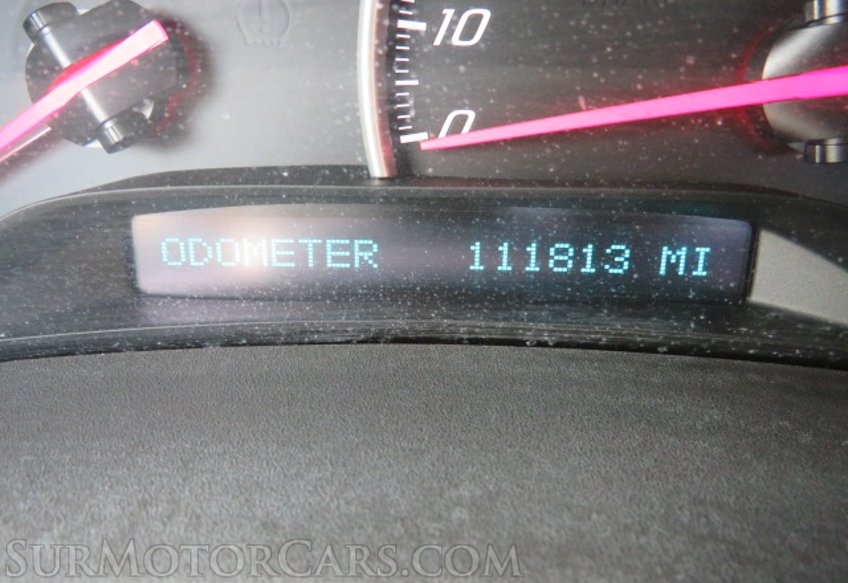 10
0
ODOMETER 111813 MI
SURMOTORCARS.COM